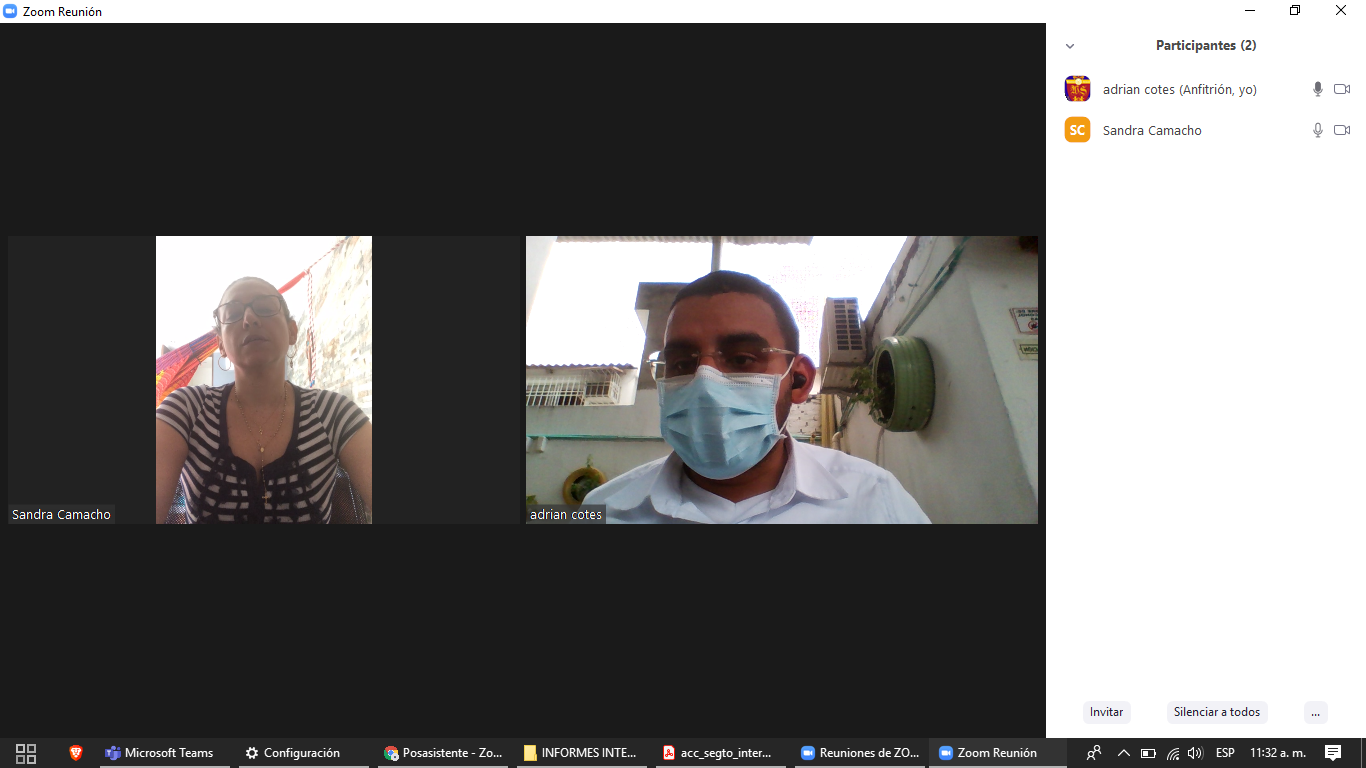 Zoom Reunión
Participantes (2)
adrian cotes (Anfitrión, yo)
SC
Sandra Camacho
Sandra Camacho
adrian cotes
Invitar
Silenciar a todos
...
Microsoft Teams
Configuración
Posasistente - Zo...
INFORMES INTE...
acc_segto_inter...
Reuniones de ZO...
Zoom Reunión
ESP
11:32 a. m.